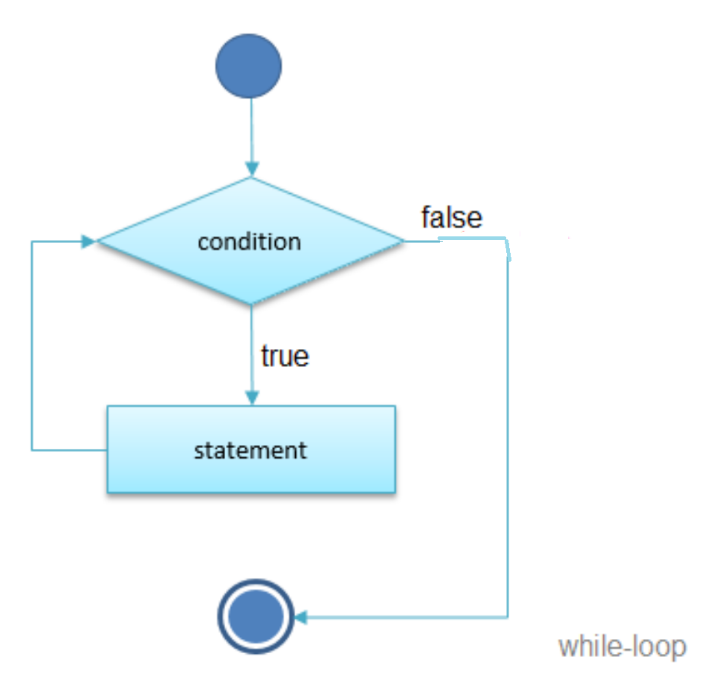 false
condition
true
statement
while-loop